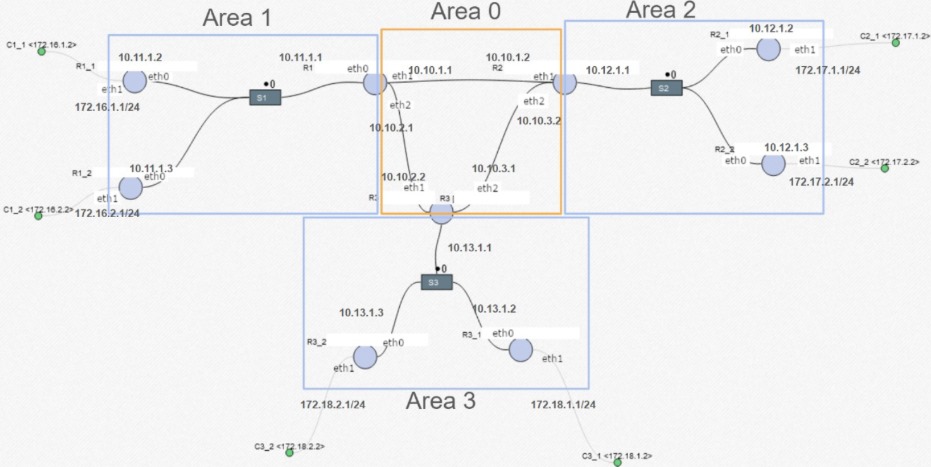 Area 1
Area 0
Area 2
C1_1 <172.16.1.2>
10.11.1.2
R1_1
eth0
eth1
172.16.1.1/24
S1
0
10.11.1.1
R1
eth0
eth1
10.10.1.1
eth2
10.10.2.1
10.10.1.2
R2
eth1
eth2
10.10.3.2
10.12.1.1
S2
0
R2_1
10.12.1.2
eth0
eth1
C2_1 <172.17.1.2>
172.17.1.1/24
R1_2
10.11.1.3
eth0
eth1
C1_2 <172.16.2.2>
172.16.2.1/24
10.10.2.2
eth1
10.10.3.1
eth2
R3
10.12.1.3
eth0
eth1
C2_2 <172.17.2.2>
172.17.2.1/24
10.13.1.1
0
S3
10.13.1.3
10.13.1.2
R3_2
eth0
eth1
R3_1
eth0
eth1
172.18.2.1/24
Area 3
172.18.1.1/24
C3_2 <172.18.2.2>
C3_1 <172.18.1.2>